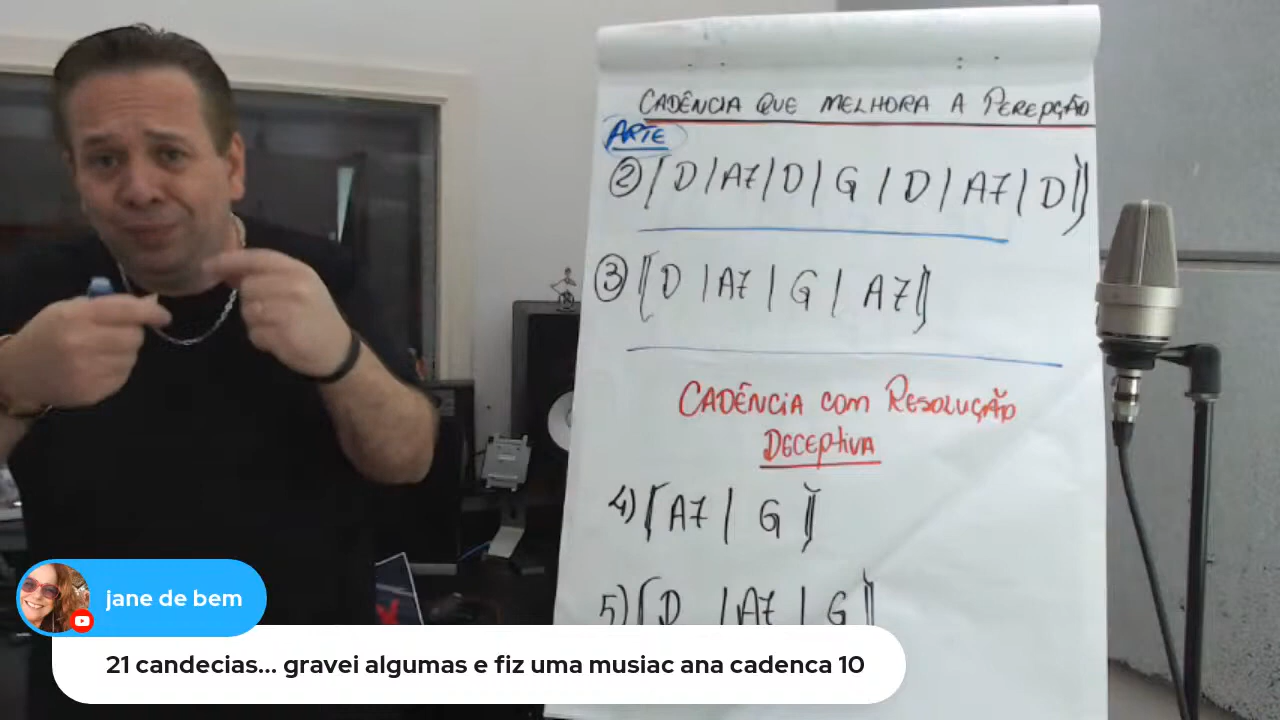 CADÊNCIA QUE MELHORA A PEREPÇÃO
ARTE
② | D | A7 | D | G | D | A7 | D ||
③ || D | A7 | G | A7 ||
CADÊNCIA COM RESOLUÇÃO
DECEPTIVA
4) || A7 | G ||
5) || D | A7 | G ||
jane de bem
21 candecias... gravei algumas e fiz uma musiac ana cadenca 10